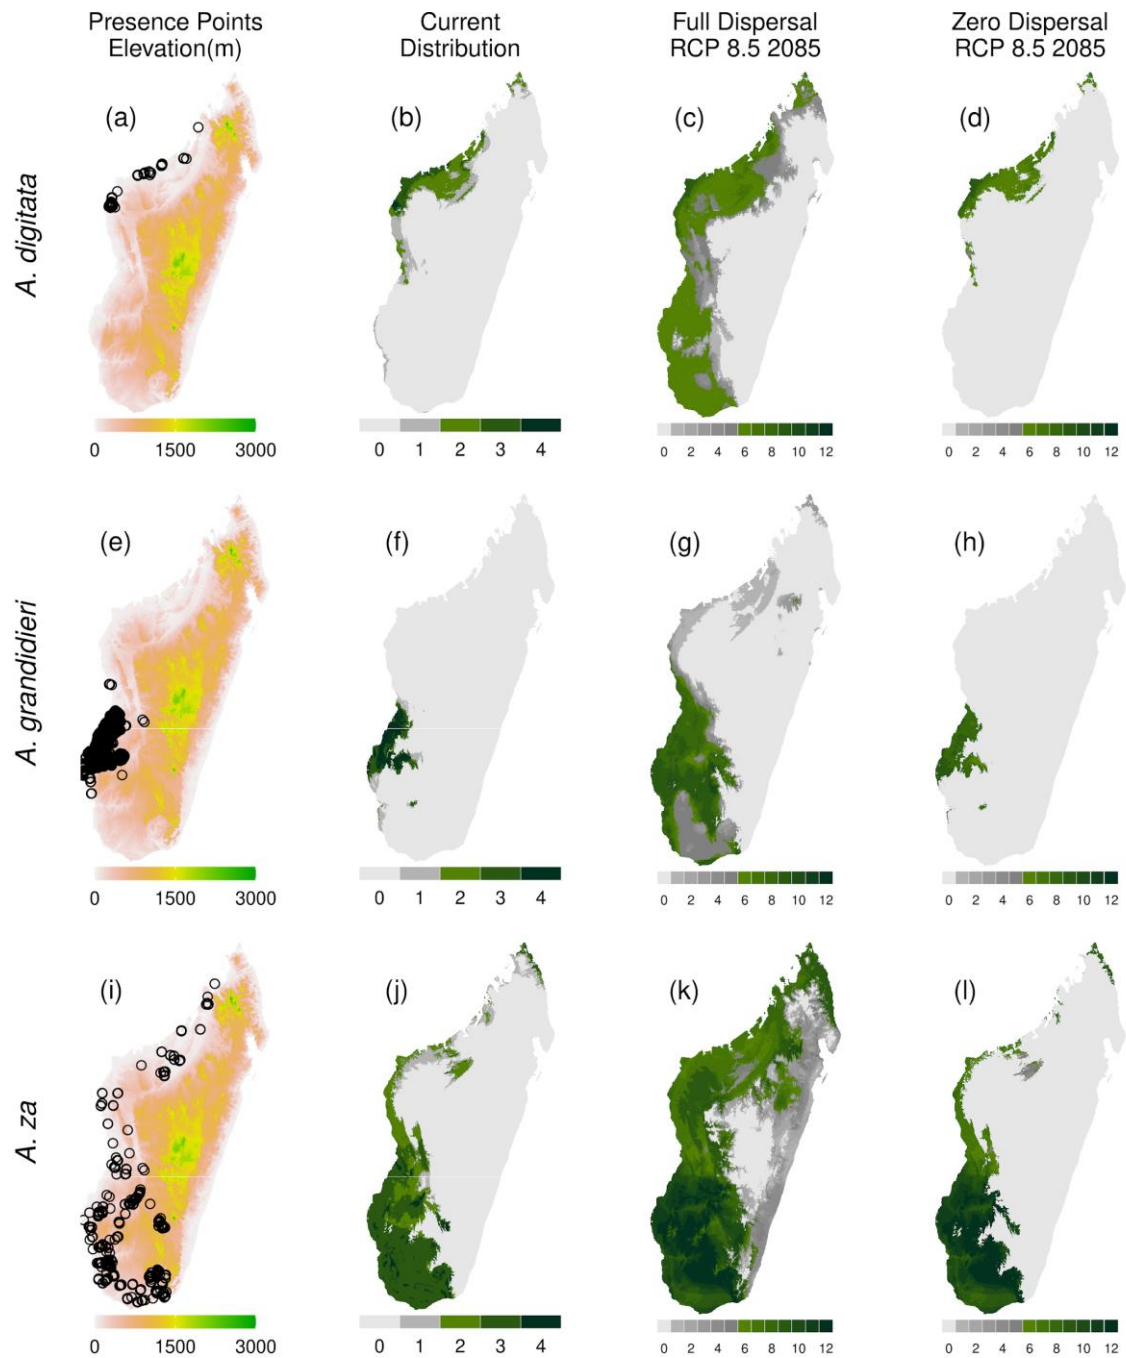 Presence Points
Elevation(m)
Current
Distribution
Full Dispersal
RCP 8.5 2085
Zero Dispersal
RCP 8.5 2085
A. digitata
(a)
(b)
(c)
(d)
0 1500 3000
0 1 2 3 4
0 2 4 6 8 10 12
0 2 4 6 8 10 12
A. grandidieri
(e)
(f)
(g)
(h)
0 1500 3000
0 1 2 3 4
0 2 4 6 8 10 12
0 2 4 6 8 10 12
A. za
(i)
(j)
(k)
(l)
0 1500 3000
0 1 2 3 4
0 2 4 6 8 10 12
0 2 4 6 8 10 12